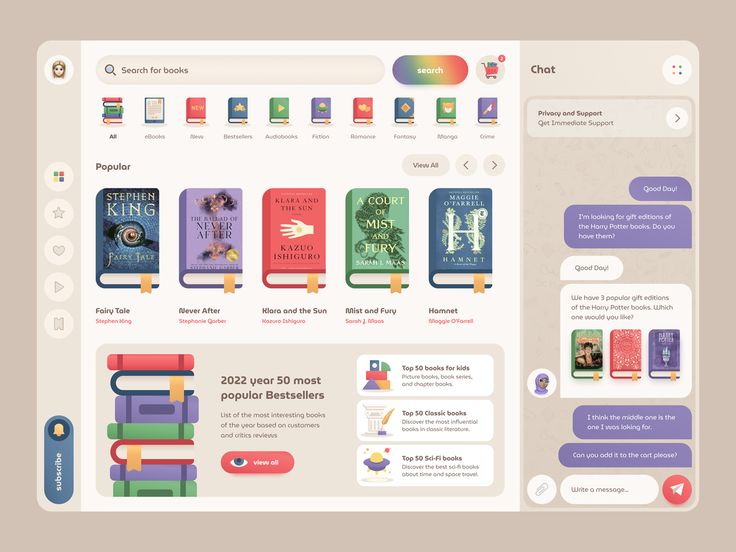 Search for books
search
2
All
eBooks
News
Bestsellers
Audiobooks
Fiction
Romance
Fantasy
Manga
Crime
NEW
Popular
View All
STEPHEN
KING
FAIRY TALE
THE BALLAD OF
NEVER
AFTER
KLARA AND
THE SUN
KAZUO
ISHIGURO
A COURT
OF
MIST
AND
FURY
SARAH J. MAAS
MAGGIE
O'FARRELL
H
HAMNET
Fairy Tale
Stephen King
Never After
Stephanie Garber
Klara and the Sun
Kazuro Ishiguro
Mist and Fury
Sarah J. Maas
Hamnet
Maggie O'Farrell
2022 year 50 most
popular Bestsellers
List of the most interesting books
of the year based on customers
and critics reviews
view all
Top 50 books for kids
Picture books, book series,
and chapter books.
Top 50 Classic books
Discover the most influential
books in classic literature.
Top 50 Sci-Fi books
Discover the best sci-fi books
about time and space travel.
subscribe
Chat
Privacy and Support
Get Immediate Support
Good Day!
I'm looking for gift editions of
the Harry Potter books. Do you
have them?
Good Day!
We have 3 popular gift editions
of the Harry Potter books. Which
one would you like?
I think the middle one is the
one I was loking for.
Can you add it to the cart please?
Write a message...